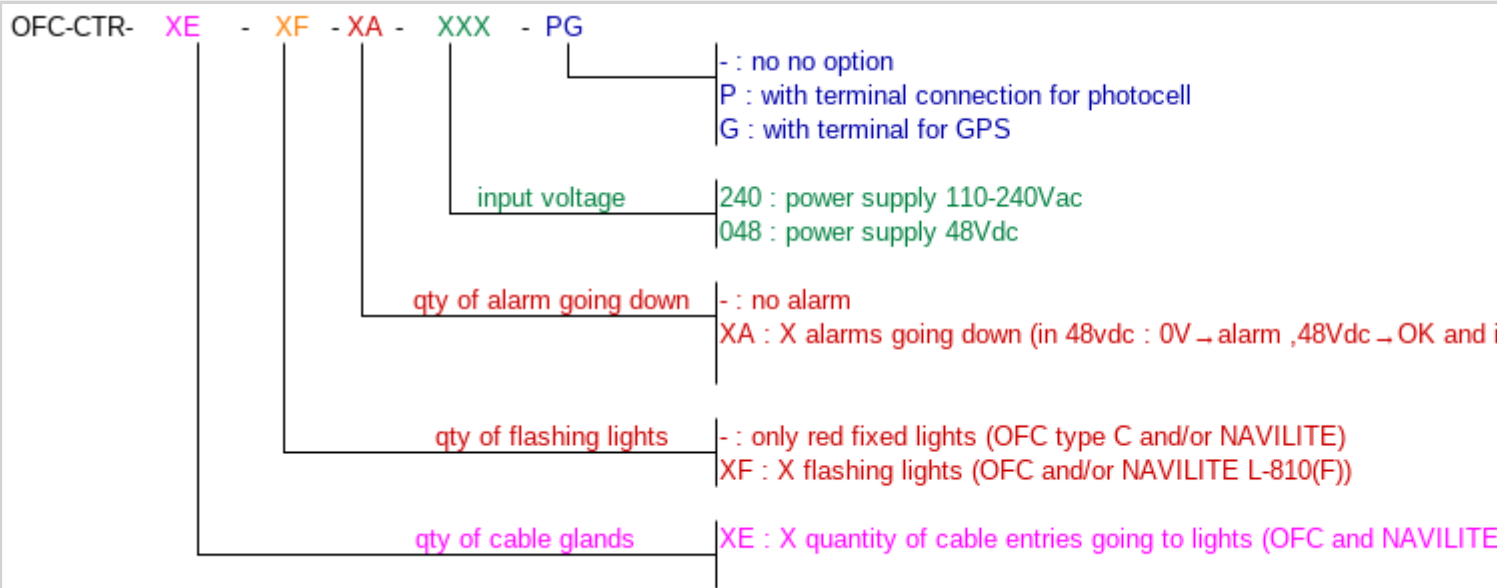 OFC-CTR- XE - XF - XA - XXX - PG
- : no no option
P : with terminal connection for photocell
G : with terminal for GPS
input voltage
240 : power supply 110-240Vac
048 : power supply 48Vdc
qty of alarm going down
- : no alarm
XA : X alarms going down (in 48vdc : 0V→alarm ,48Vdc→OK and i
qty of flashing lights
- : only red fixed lights (OFC type C and/or NAVILITE)
XF : X flashing lights (OFC and/or NAVILITE L-810(F))
qty of cable glands
XE : X quantity of cable entries going to lights (OFC and NAVILITE